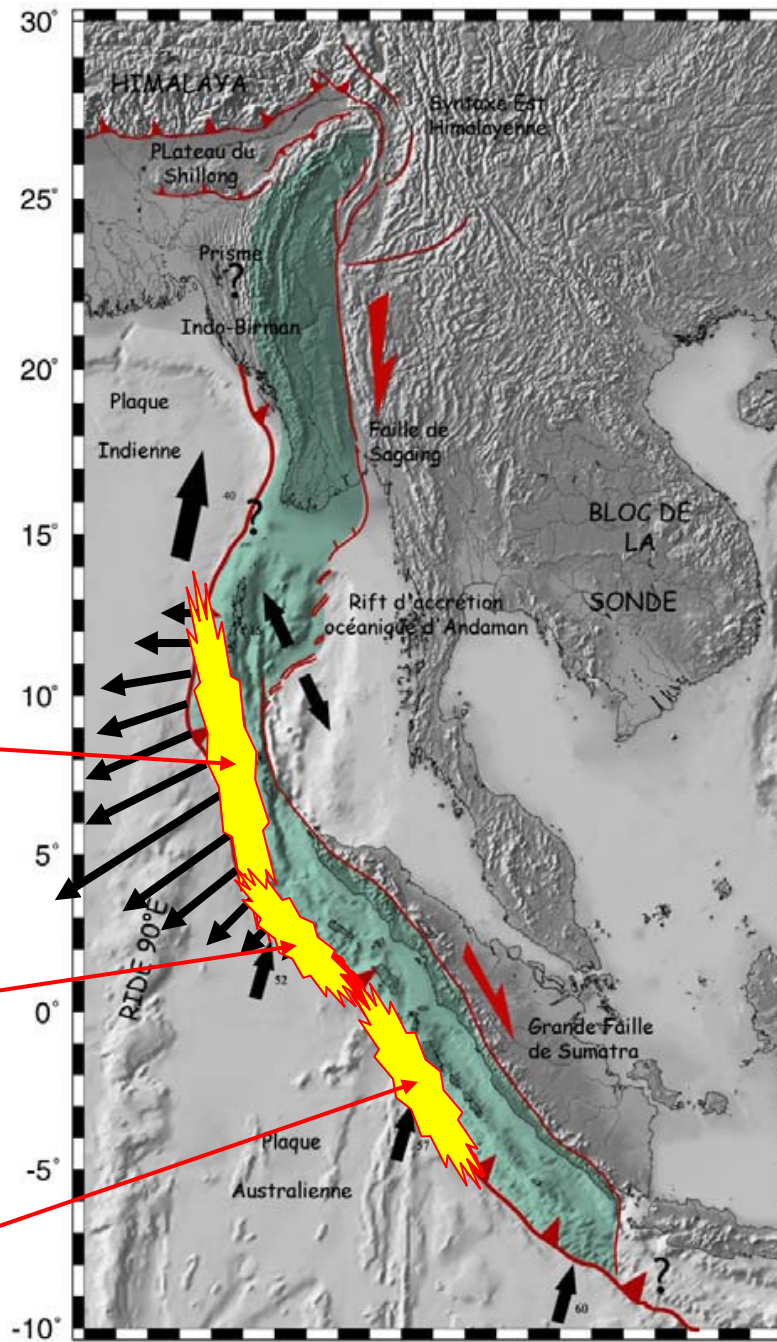 30°
HIMALAYA
Syntaxe Est
Himalayenne
PLateau du
Shillong
25°
Prisme
?
Indo-Birman
20°
Plaque
Indienne
Faille de
Sagaing
40
?
15°
BLOC DE
LA
SONDE
Rift d'accrétion
océanique d'Andaman
10°
5°
RIDE 90°E
52
0°
Grande Faille
de Sumatra
Plaque
Australienne
57
-5°
?
60
-10°